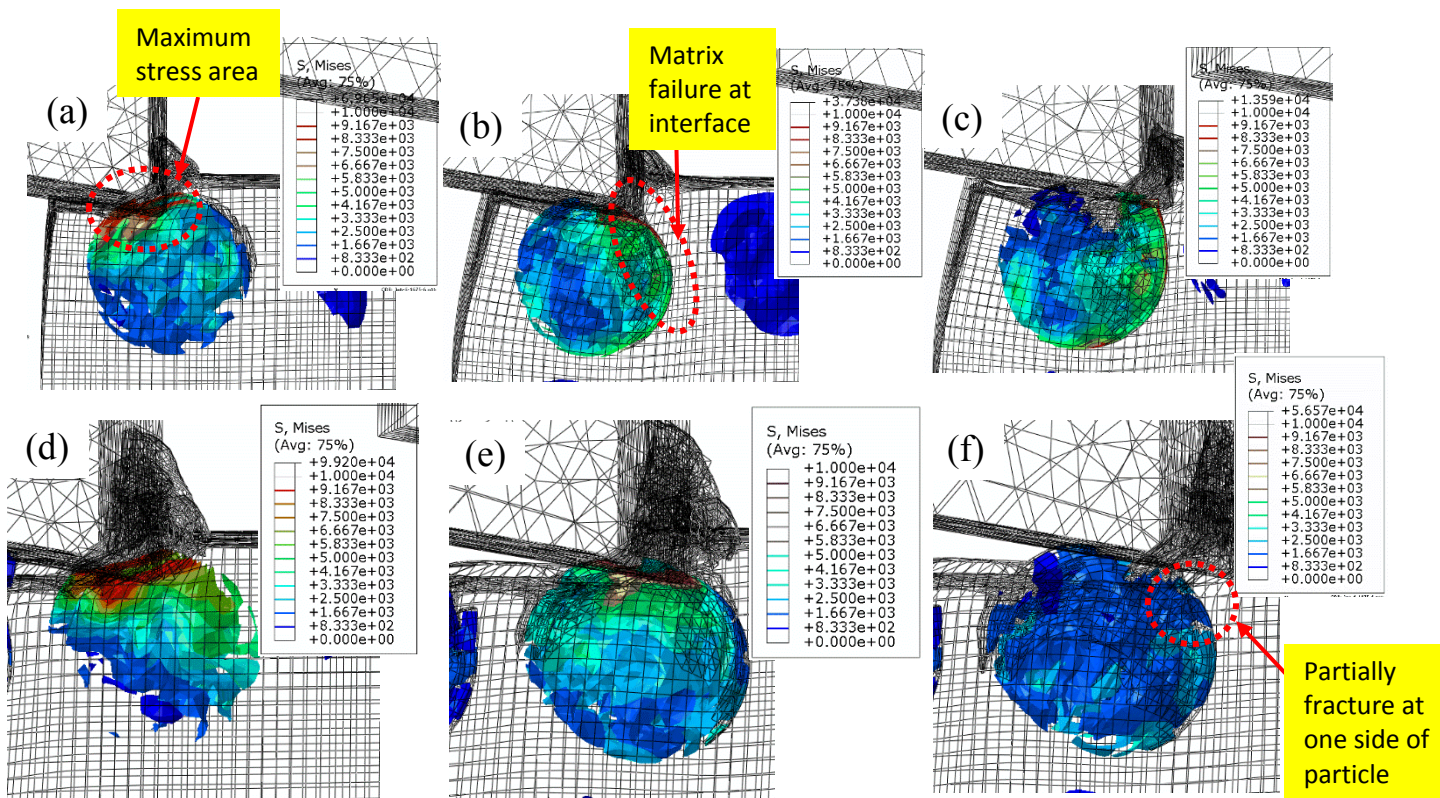 Maximum
stress area
(a)
S, Mises
(Avg: 75%)
+1.000e+04
+9.167e+03
+8.333e+03
+7.500e+03
+6.667e+03
+5.833e+03
+5.000e+03
+4.167e+03
+3.333e+03
+2.500e+03
+1.667e+03
+8.333e+02
+0.000e+00
Matrix
failure at
interface
(b)
S, Mises
(Avg: 75%)
+3.738e+04
+1.000e+04
+9.167e+03
+8.333e+03
+7.500e+03
+6.667e+03
+5.833e+03
+5.000e+03
+4.167e+03
+3.333e+03
+2.500e+03
+1.667e+03
+8.333e+02
+0.000e+00
(c)
S, Mises
(Avg: 75%)
+1.359e+04
+1.000e+04
+9.167e+03
+8.333e+03
+7.500e+03
+6.667e+03
+5.833e+03
+5.000e+03
+4.167e+03
+3.333e+03
+2.500e+03
+1.667e+03
+8.333e+02
+0.000e+00
(d)
S, Mises
(Avg: 75%)
+9.920e+04
+1.000e+04
+9.167e+03
+8.333e+03
+7.500e+03
+6.667e+03
+5.833e+03
+5.000e+03
+4.167e+03
+3.333e+03
+2.500e+03
+1.667e+03
+8.333e+02
+0.000e+00
(e)
S, Mises
(Avg: 75%)
+1.000e+04
+9.167e+03
+8.333e+03
+7.500e+03
+6.667e+03
+5.833e+03
+5.000e+03
+4.167e+03
+3.333e+03
+2.500e+03
+1.667e+03
+8.333e+02
+0.000e+00
(f)
S, Mises
(Avg: 75%)
+5.657e+04
+1.000e+04
+9.167e+03
+8.333e+03
+7.500e+03
+6.667e+03
+5.833e+03
+5.000e+03
+4.167e+03
+3.333e+03
+2.500e+03
+1.667e+03
+8.333e+02
+0.000e+00
Partially
fracture at
one side of
particle